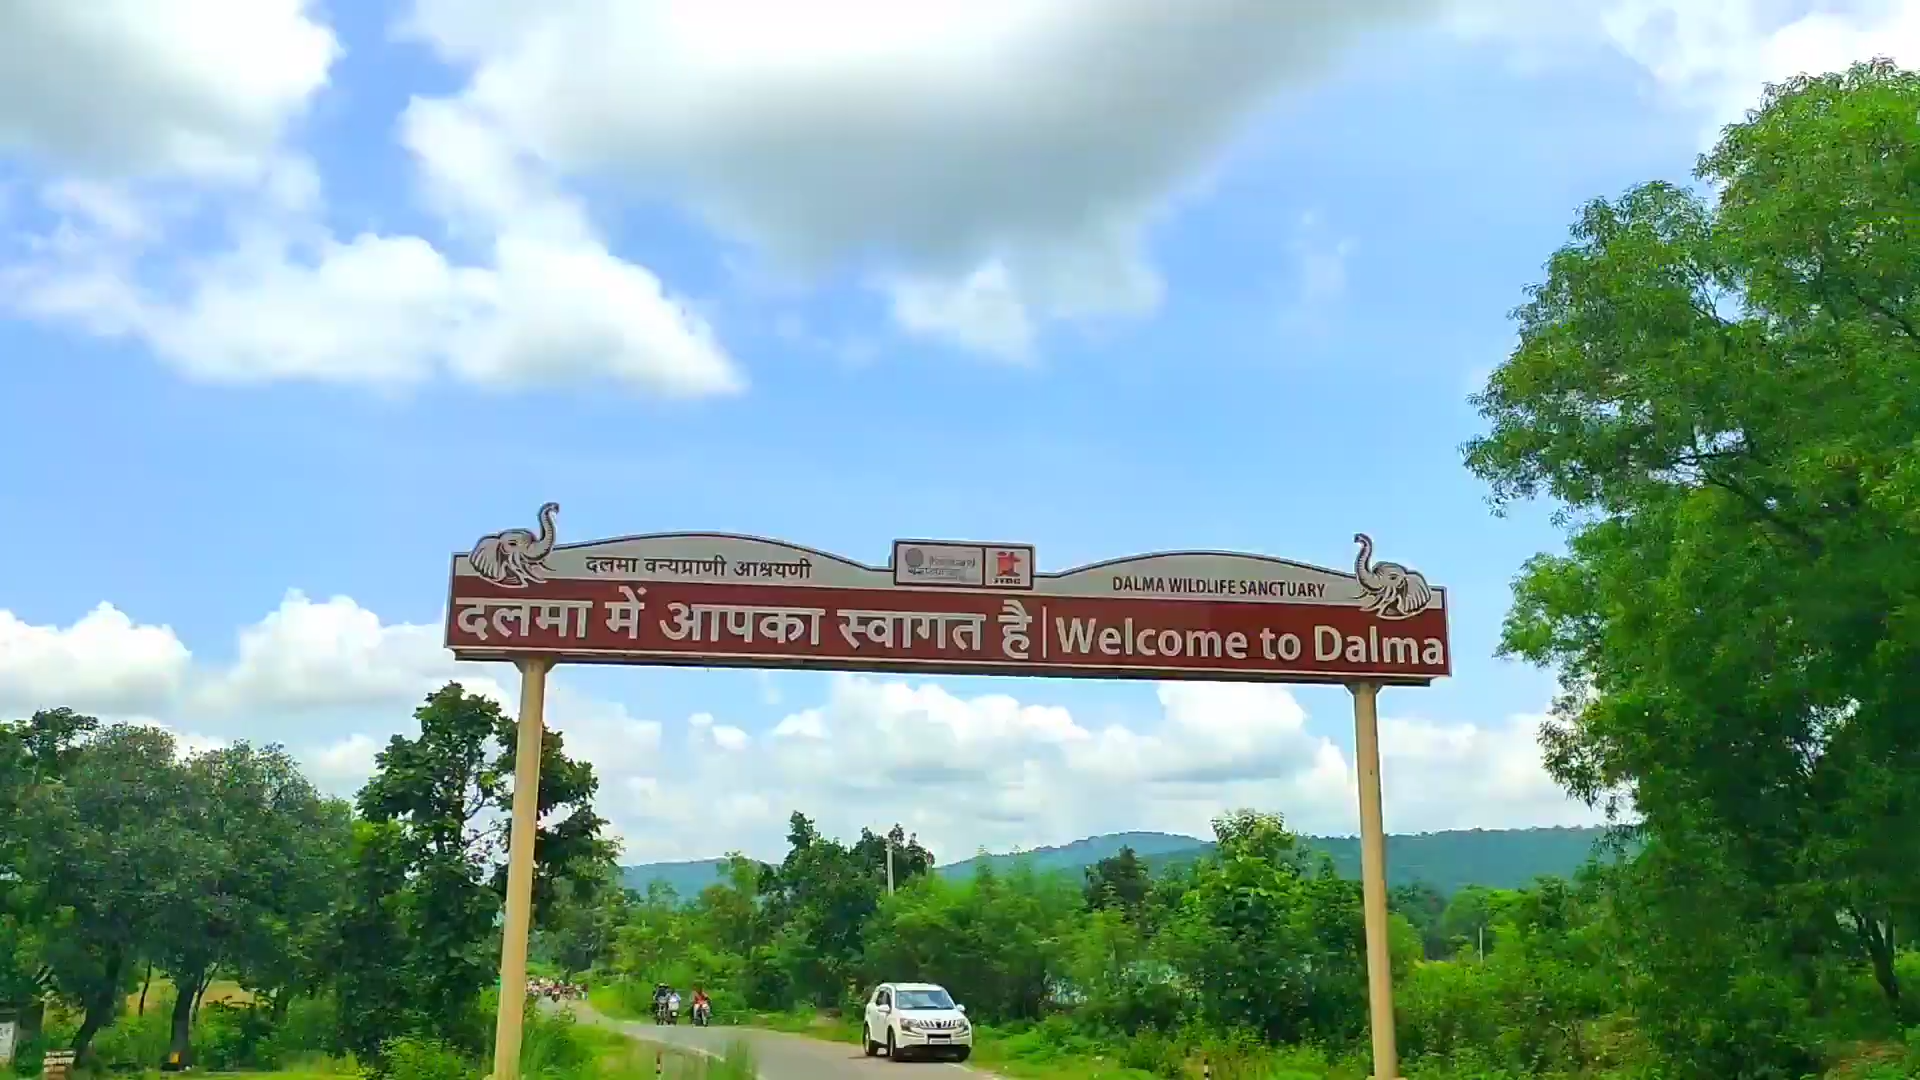 दलमा वन्यप्राणी आश्रयणी
DALMA WILDLIFE SANCTUARY
दलमा में आपका स्वागत है | Welcome to Dalma